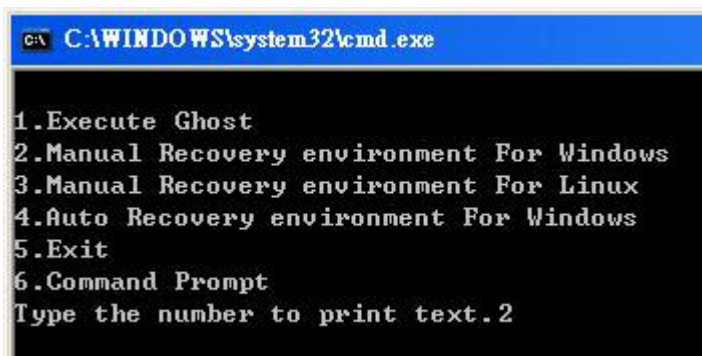 C:\WINDOWS\system32\cmd.exe
1.Execute Ghost
2.Manual Recovery environment For Windows
3.Manual Recovery environment For Linux
4.Auto Recovery environment For Windows
5.Exit
6.Command Prompt
Type the number to print text.2